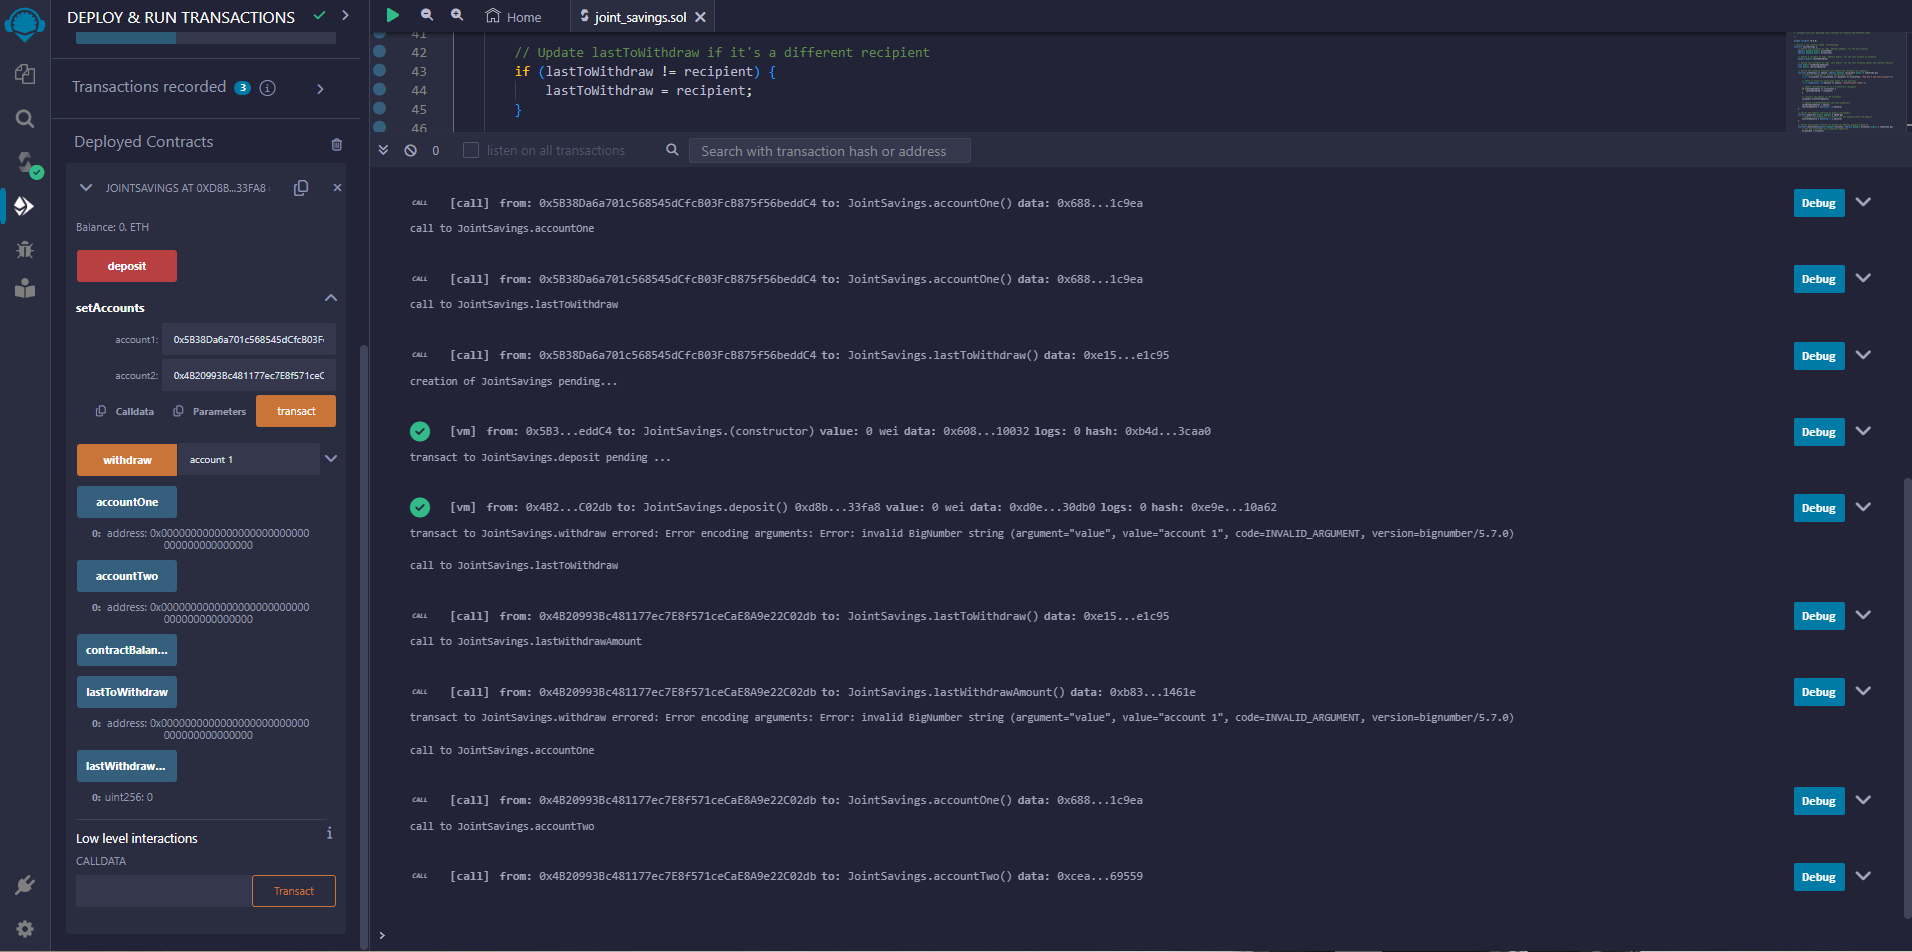 DEPLOY & RUN TRANSACTIONS
Transactions recorded 3
Deployed Contracts
JOINTSAVINGS AT 0XD8B...33FA8
Balance: 0. ETH
deposit
setAccounts
account1: 0x5B38Da6a701c568545dCfcB03F
account2: 0x4B20993Bc481177ec7E8f571ceC
Calldata Parameters transact
withdraw account 1
accountOne
0: address: 0x00000000000000000000000
00000000000000000
accountTwo
0: address: 0x00000000000000000000000
00000000000000000
contractBalan...
lastToWithdraw
0: address: 0x00000000000000000000000
00000000000000000
lastWithdraw...
0: uint256: 0
Low level interactions
CALLDATA
Transact
Home joint_savings.sol
41
42 // Update lastToWithdraw if it's a different recipient
43 if (lastToWithdraw != recipient) {
44 lastToWithdraw = recipient;
45 }
46
0 listen on all transactions Search with transaction hash or address
CALL [call] from: 0x5B38Da6a701c568545dCfcB03FcB875f56beddC4 to: JointSavings.accountOne() data: 0x688...1c9ea Debug
call to JointSavings.accountOne
CALL [call] from: 0x5B38Da6a701c568545dCfcB03FcB875f56beddC4 to: JointSavings.accountOne() data: 0x688...1c9ea Debug
call to JointSavings.lastToWithdraw
CALL [call] from: 0x5B38Da6a701c568545dCfcB03FcB875f56beddC4 to: JointSavings.lastToWithdraw() data: 0xe15...e1c95 Debug
creation of JointSavings pending...
[vm] from: 0x5B3...eddC4 to: JointSavings.(constructor) value: 0 wei data: 0x608...10032 logs: 0 hash: 0xb4d...3caa0 Debug
transact to JointSavings.deposit pending ...
[vm] from: 0x4B2...C02db to: JointSavings.deposit() 0xd8b...33fa8 value: 0 wei data: 0xd0e...30db0 logs: 0 hash: 0xe9e...10a62 Debug
transact to JointSavings.withdraw errored: Error encoding arguments: Error: invalid BigNumber string (argument="value", value="account 1", code=INVALID_ARGUMENT, version=bignumber/5.7.0)
call to JointSavings.lastToWithdraw
CALL [call] from: 0x4B20993Bc481177ec7E8f571ceCaE8A9e22C02db to: JointSavings.lastToWithdraw() data: 0xe15...e1c95 Debug
call to JointSavings.lastWithdrawAmount
CALL [call] from: 0x4B20993Bc481177ec7E8f571ceCaE8A9e22C02db to: JointSavings.lastWithdrawAmount() data: 0xb83...1461e Debug
transact to JointSavings.withdraw errored: Error encoding arguments: Error: invalid BigNumber string (argument="value", value="account 1", code=INVALID_ARGUMENT, version=bignumber/5.7.0)
call to JointSavings.accountOne
CALL [call] from: 0x4B20993Bc481177ec7E8f571ceCaE8A9e22C02db to: JointSavings.accountOne() data: 0x688...1c9ea Debug
call to JointSavings.accountTwo
CALL [call] from: 0x4B20993Bc481177ec7E8f571ceCaE8A9e22C02db to: JointSavings.accountTwo() data: 0xcea...69559 Debug
>